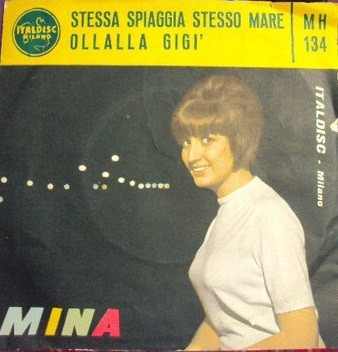 ITALDISC
MILANO
STESSA SPIAGGIA STESSO MARE
OLLALLA GIGI'
MH
134
ITALDISC - Milano
MINA